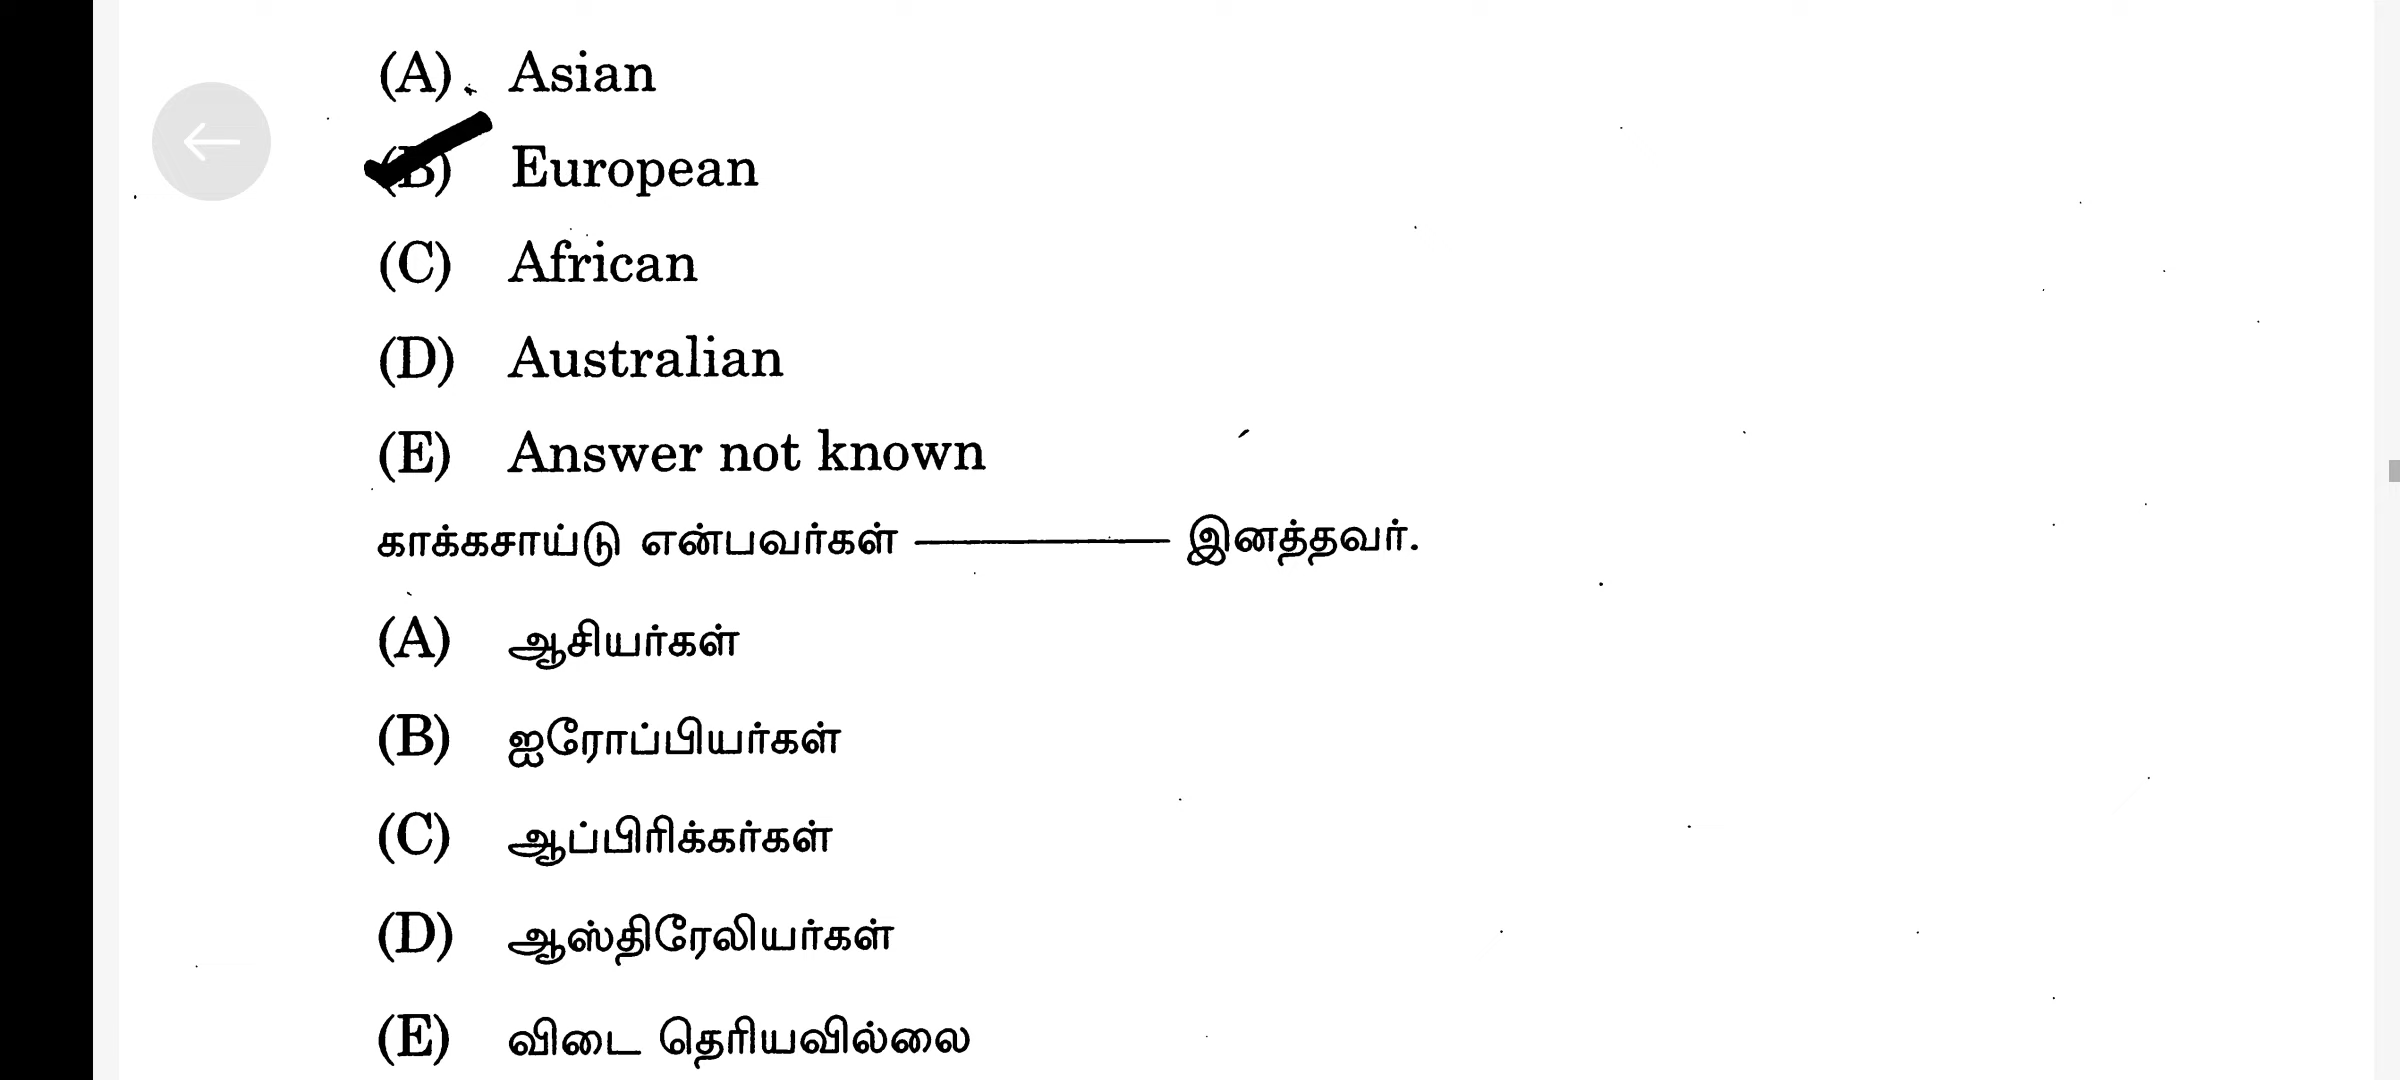 (A) Asian
(B) European
(C) African
(D) Australian
(E) Answer not known
காக்கசாய்டு என்பவர்கள் ———— இனத்தவர்.
(A) ஆசியர்கள்
(B) ஐரோப்பியர்கள்
(C) ஆப்பிரிக்கர்கள்
(D) ஆஸ்திரேலியர்கள்
(E) விடை தெரியவில்லை